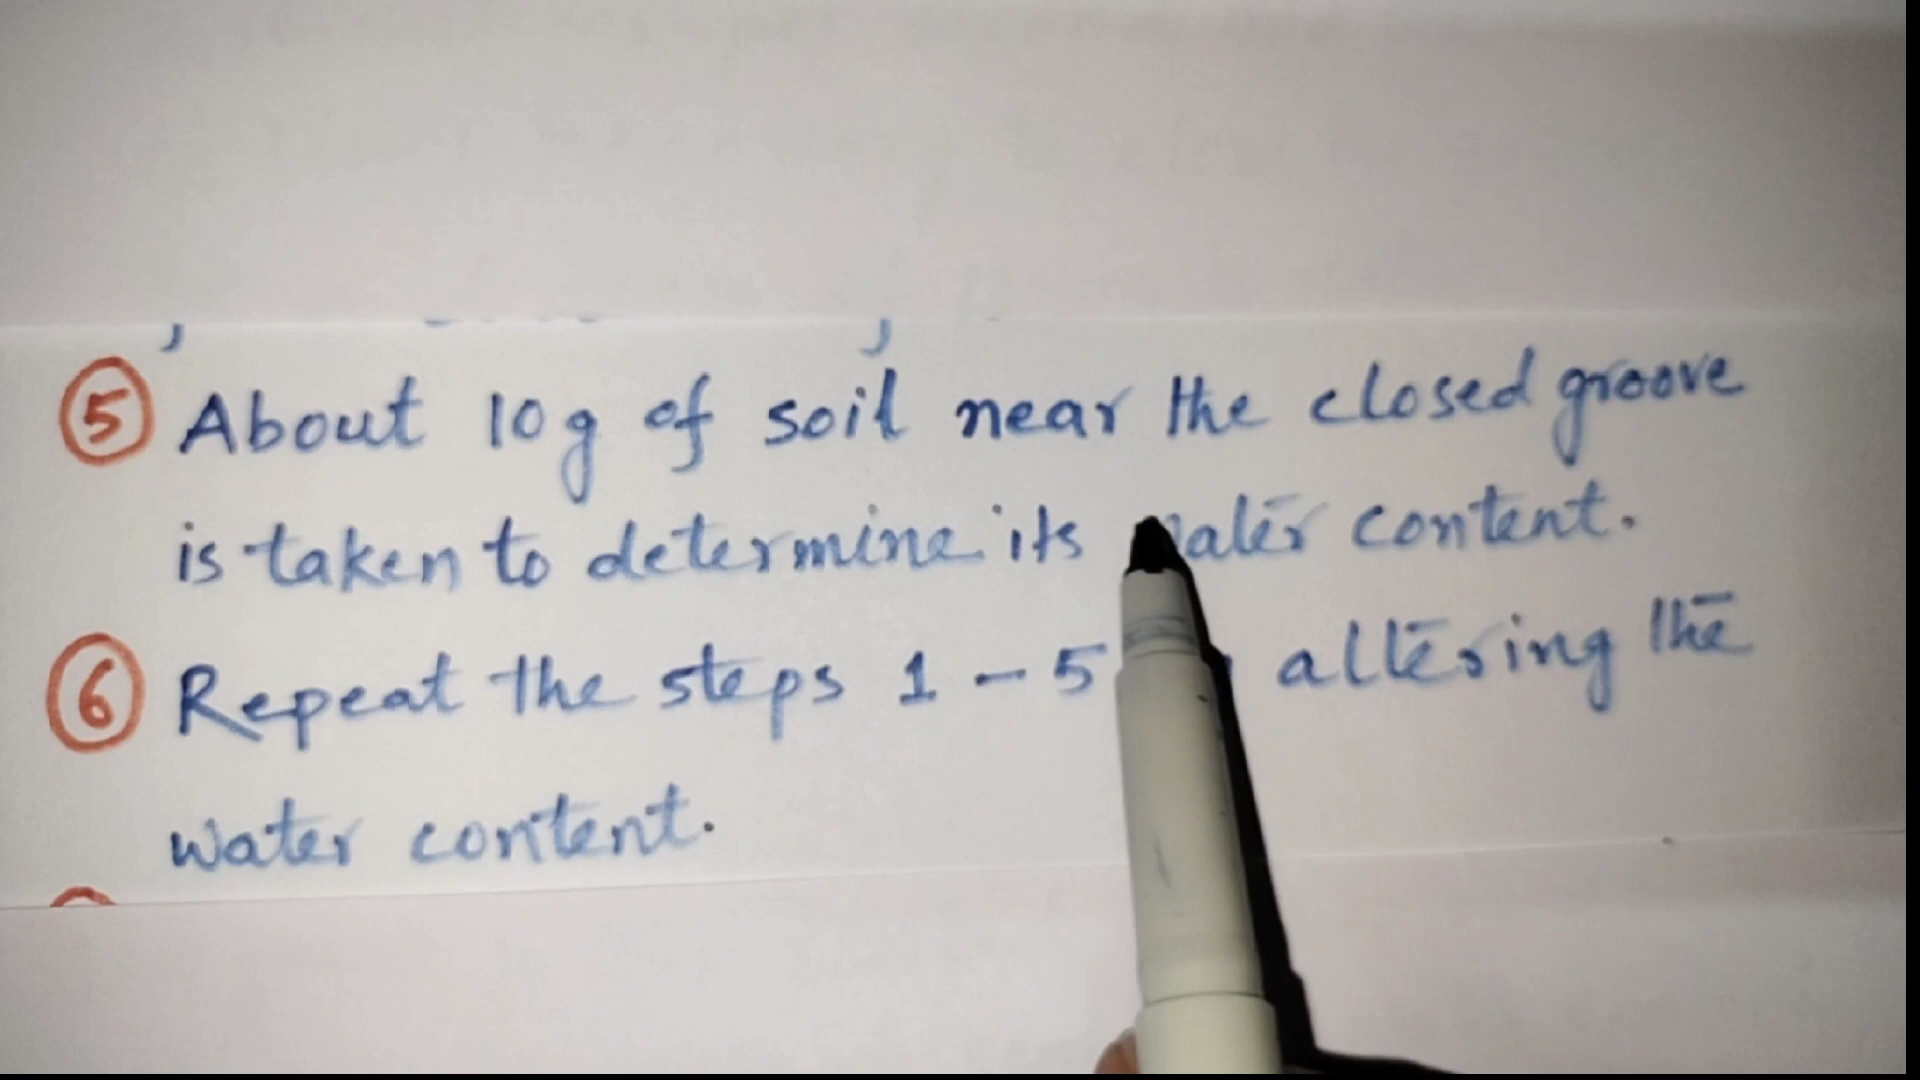 5 About 10g of soil near the closed groove
is taken to determine its water content.
6 Repeat the steps 1 - 5 altering the
water content.